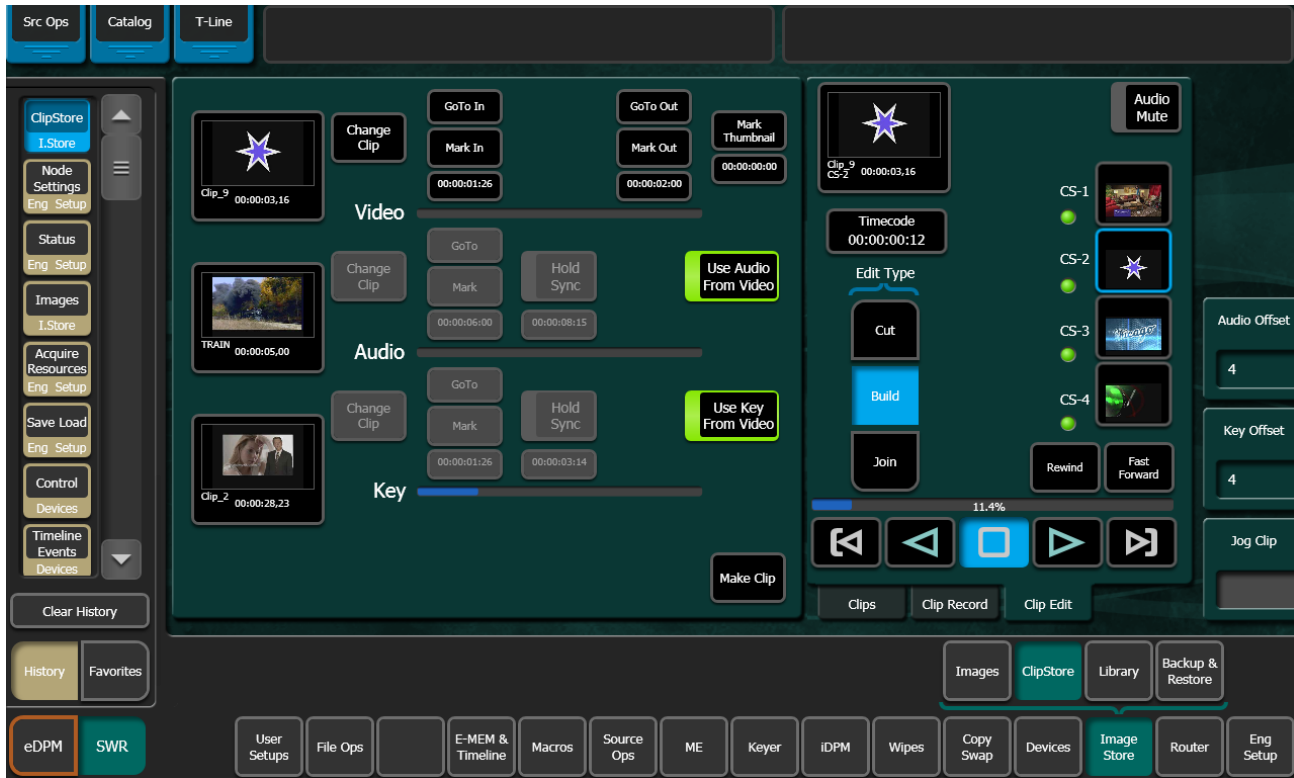 Src Ops
Catalog
T-Line
ClipStore
I.Store
Node
Settings
Eng Setup
Status
Eng Setup
Images
I.Store
Acquire
Resources
Eng Setup
Save Load
Eng Setup
Control
Devices
Timeline
Events
Devices
Clear History
History
Favorites
Clip_9 00:00:03,16
Change
Clip
GoTo In
Mark In
00:00:01:26
GoTo Out
Mark Out
00:00:02:00
Mark
Thumbnail
00:00:00:00
Video
TRAIN 00:00:05,00
Change
Clip
GoTo
Mark
00:00:06:00
Hold
Sync
00:00:08:15
Use Audio
From Video
Audio
Clip_2 00:00:28,23
Change
Clip
GoTo
Mark
00:00:01:26
Hold
Sync
00:00:03:14
Use Key
From Video
Key
Make Clip
Clip_9
CS-2 00:00:03,16
Audio
Mute
Timecode
00:00:00:12
Edit Type
Cut
Build
Join
CS-1
CS-2
CS-3
Chicago
CS-4
Rewind
Fast
Forward
11.4%
Clips
Clip Record
Clip Edit
Audio Offset
4
Key Offset
4
Jog Clip
Images
ClipStore
Library
Backup &
Restore
eDPM
SWR
User
Setups
File Ops
E-MEM &
Timeline
Macros
Source
Ops
ME
Keyer
iDPM
Wipes
Copy
Swap
Devices
Image
Store
Router
Eng
Setup